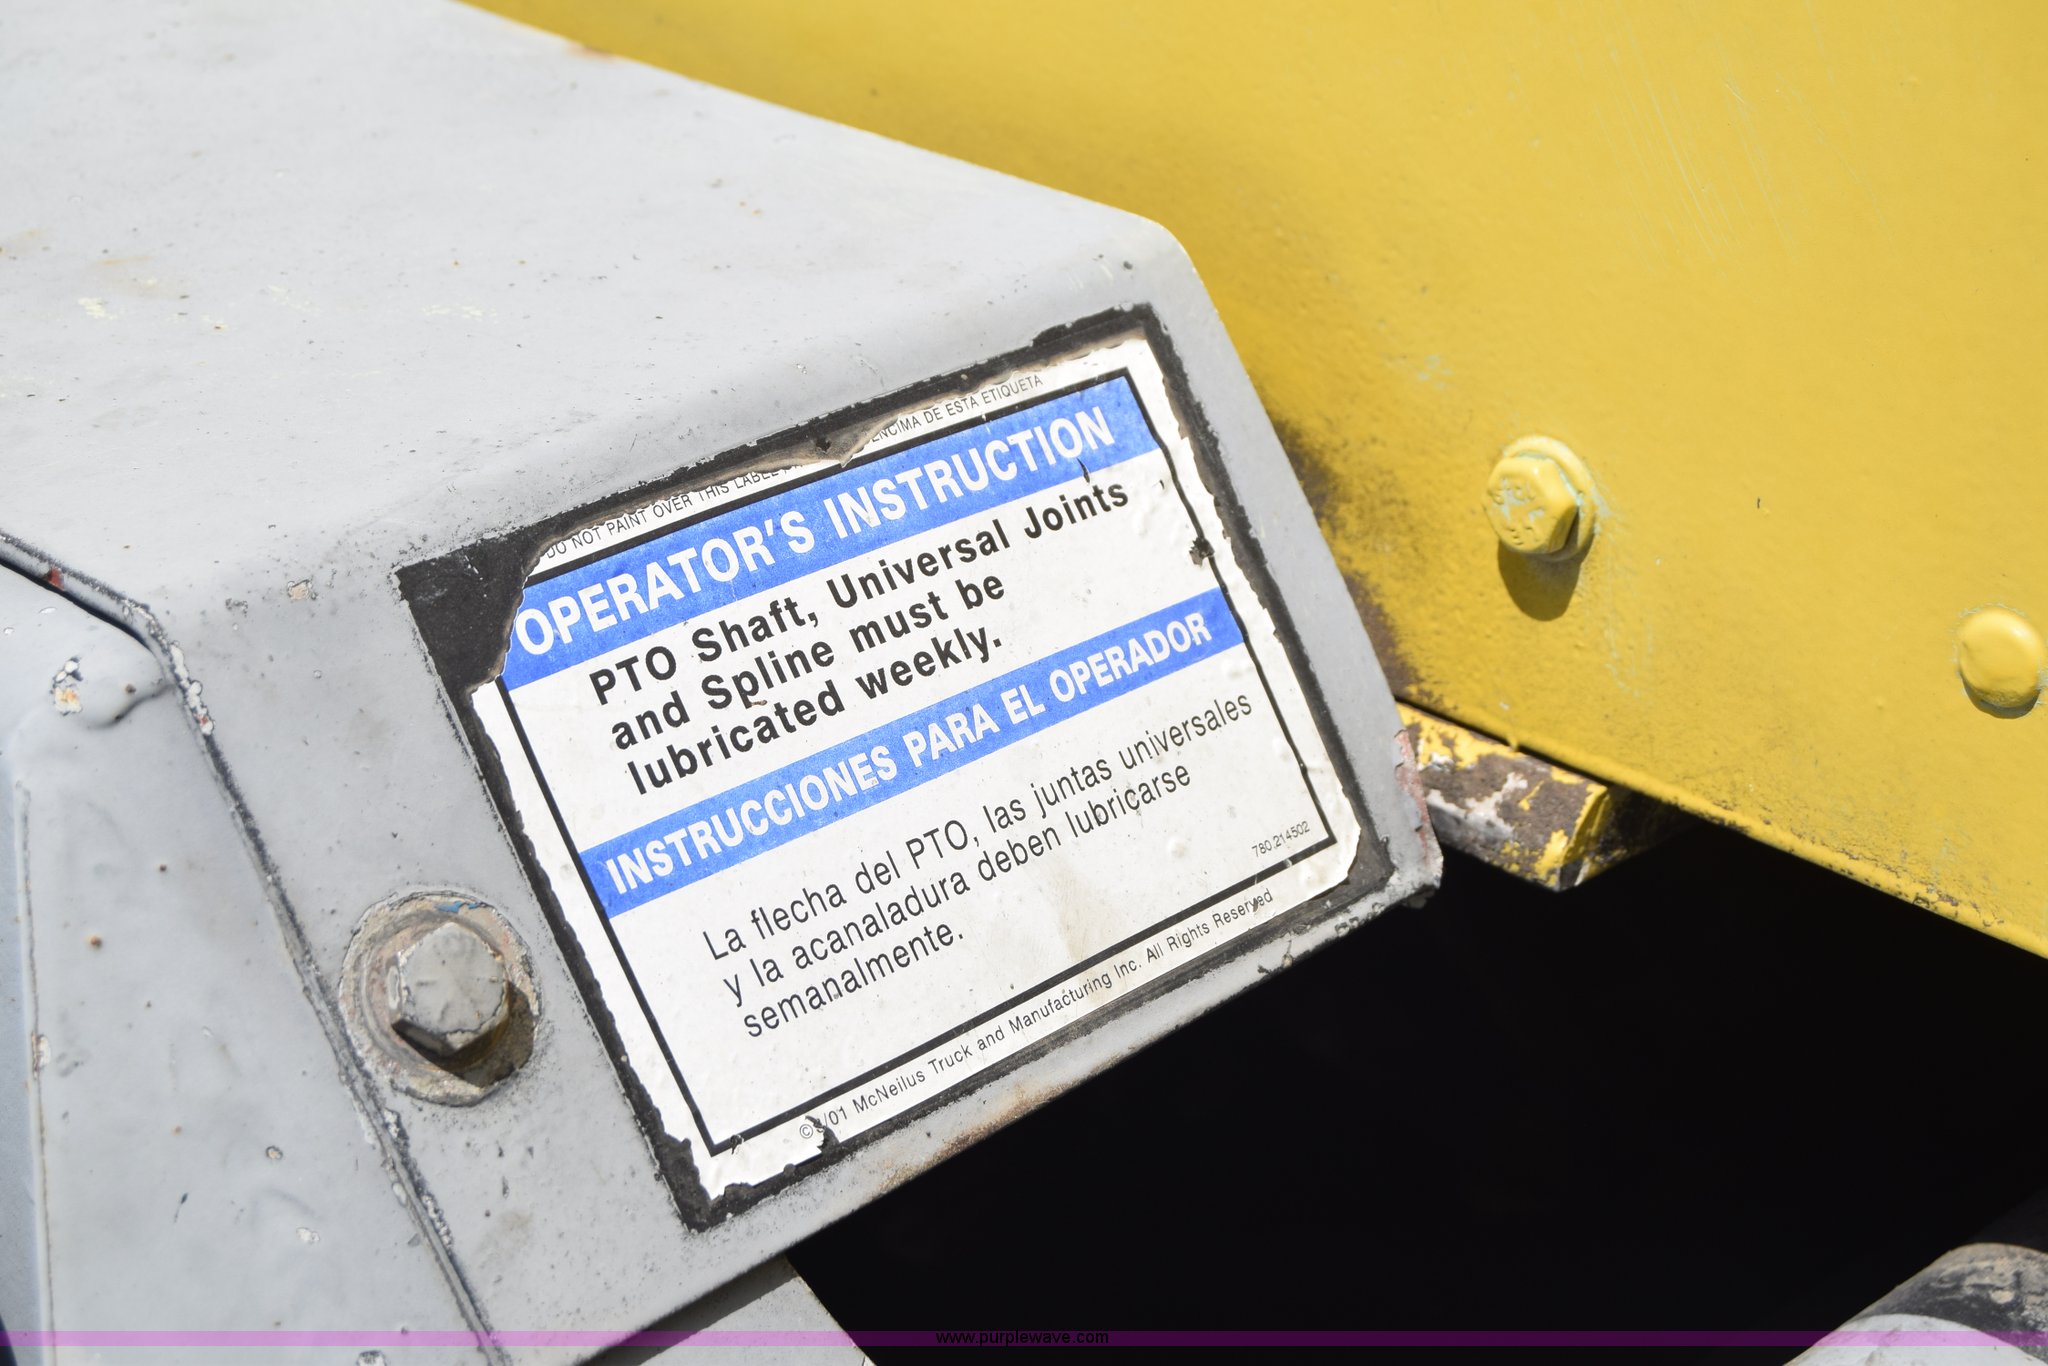 DO NOT PAINT OVER THIS LABEL ENCIMA DE ESTA ETIQUETA
OPERATOR'S INSTRUCTION
PTO Shaft, Universal Joints
and Spline must be
lubricated weekly.
INSTRUCCIONES PARA EL OPERADOR
La flecha del PTO, las juntas universales
y la acanaladura deben lubricarse
semanalmente.
780.214502
© /01 McNeilus Truck and Manufacturing Inc. All Rights Reserved
www.purplewave.com